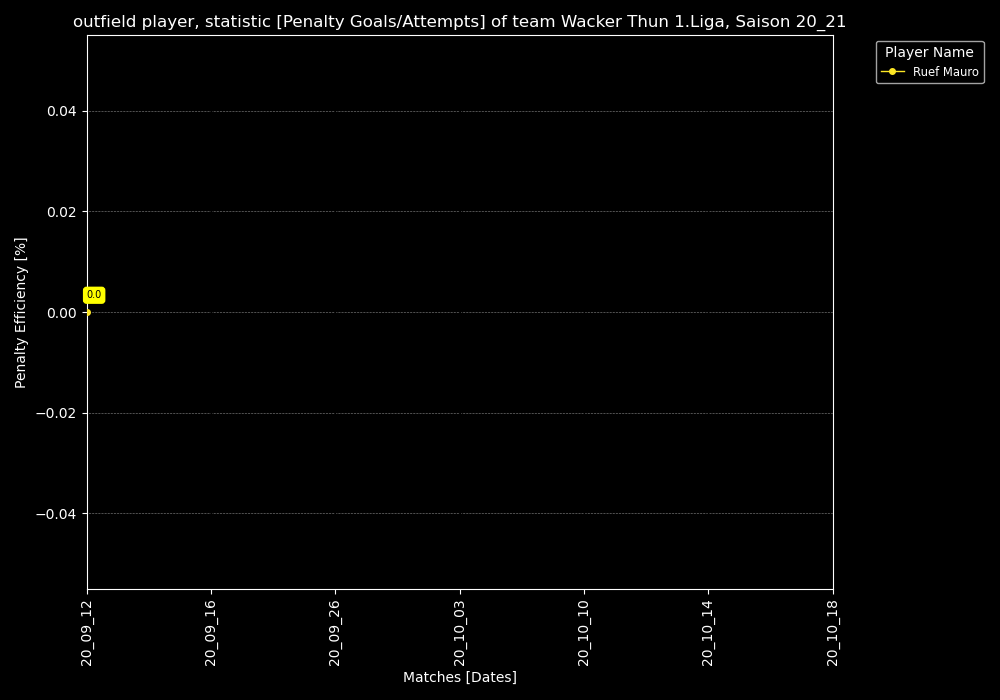 outfield player, statistic [Penalty Goals/Attempts] of team Wacker Thun 1.Liga, Saison 20_21
Player Name
Ruef Mauro
0.04
0.02
0.00
−0.02
−0.04
Penalty Efficiency [%]
0.0
20_09_12
20_09_16
20_09_26
20_10_03
20_10_10
20_10_14
20_10_18
Matches [Dates]